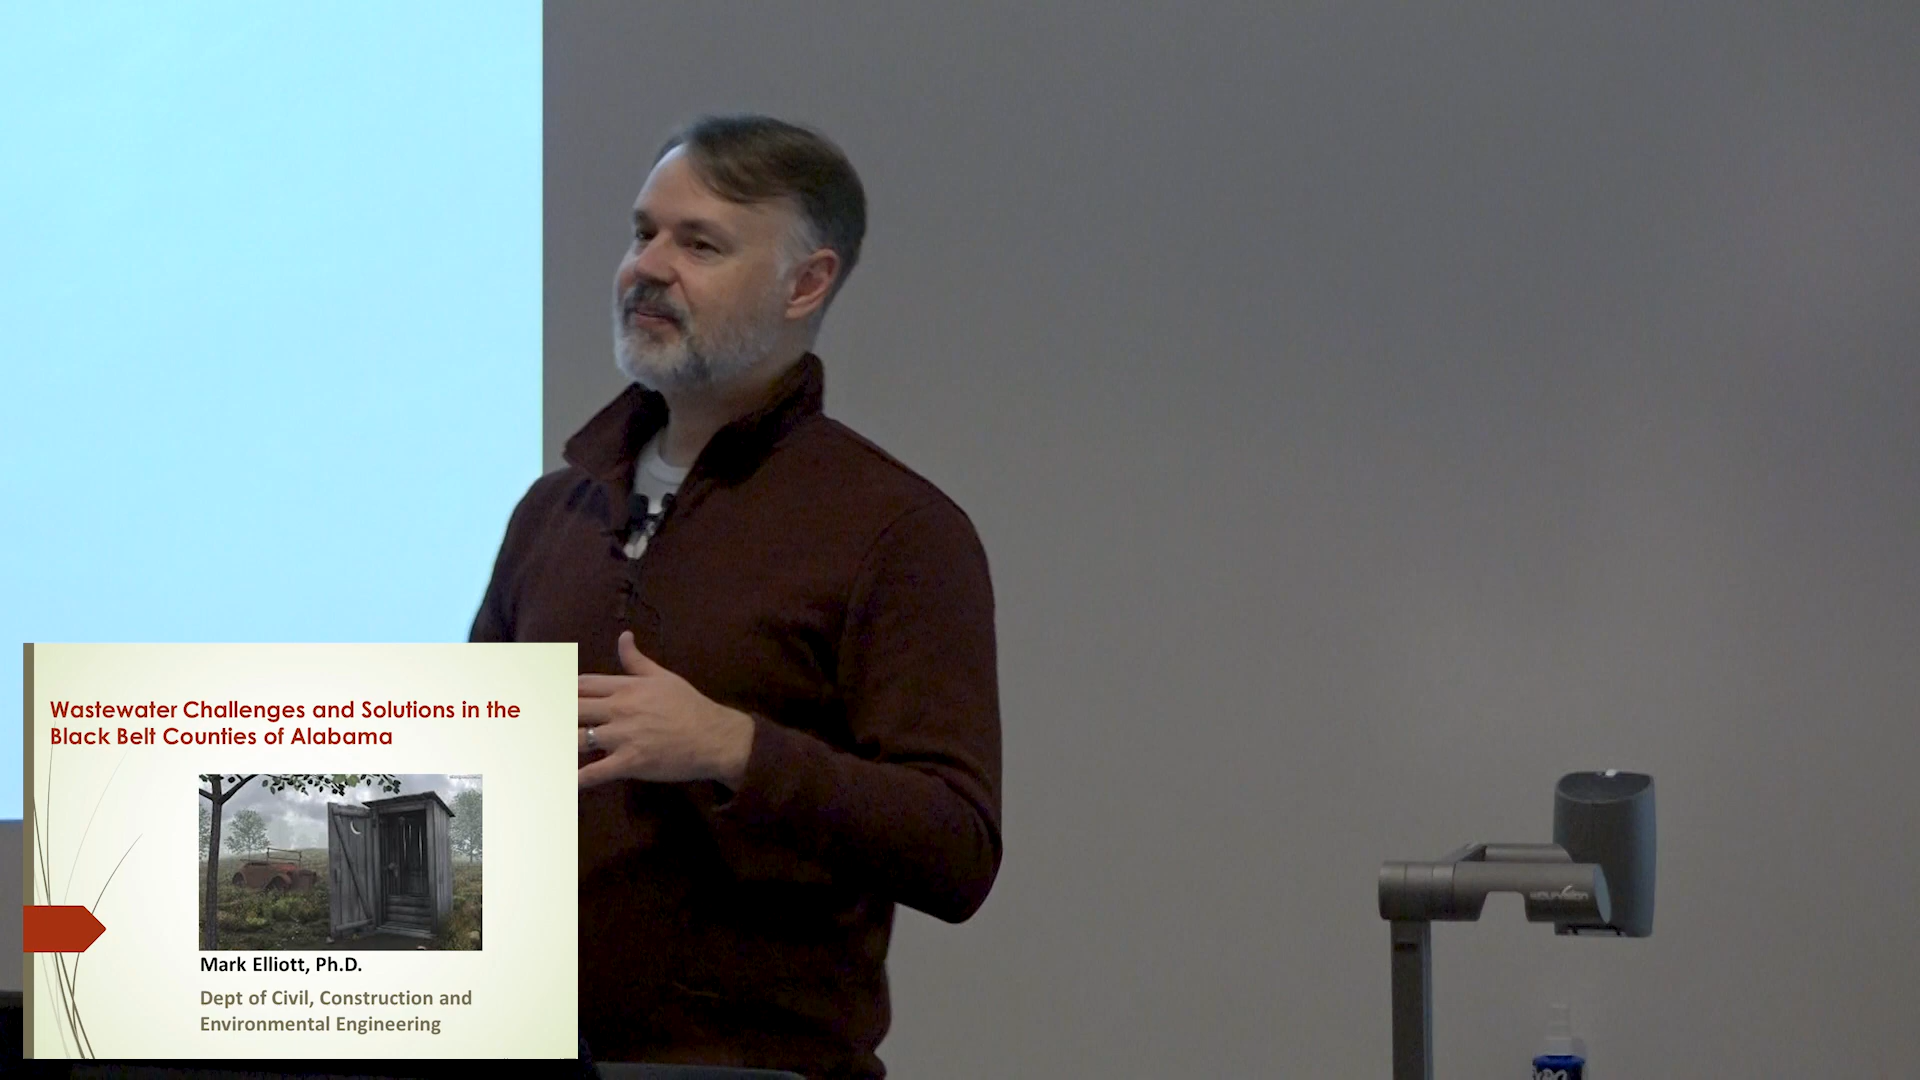 Wastewater Challenges and Solutions in the
Black Belt Counties of Alabama
Mark Elliott, Ph.D.
Dept of Civil, Construction and
Environmental Engineering